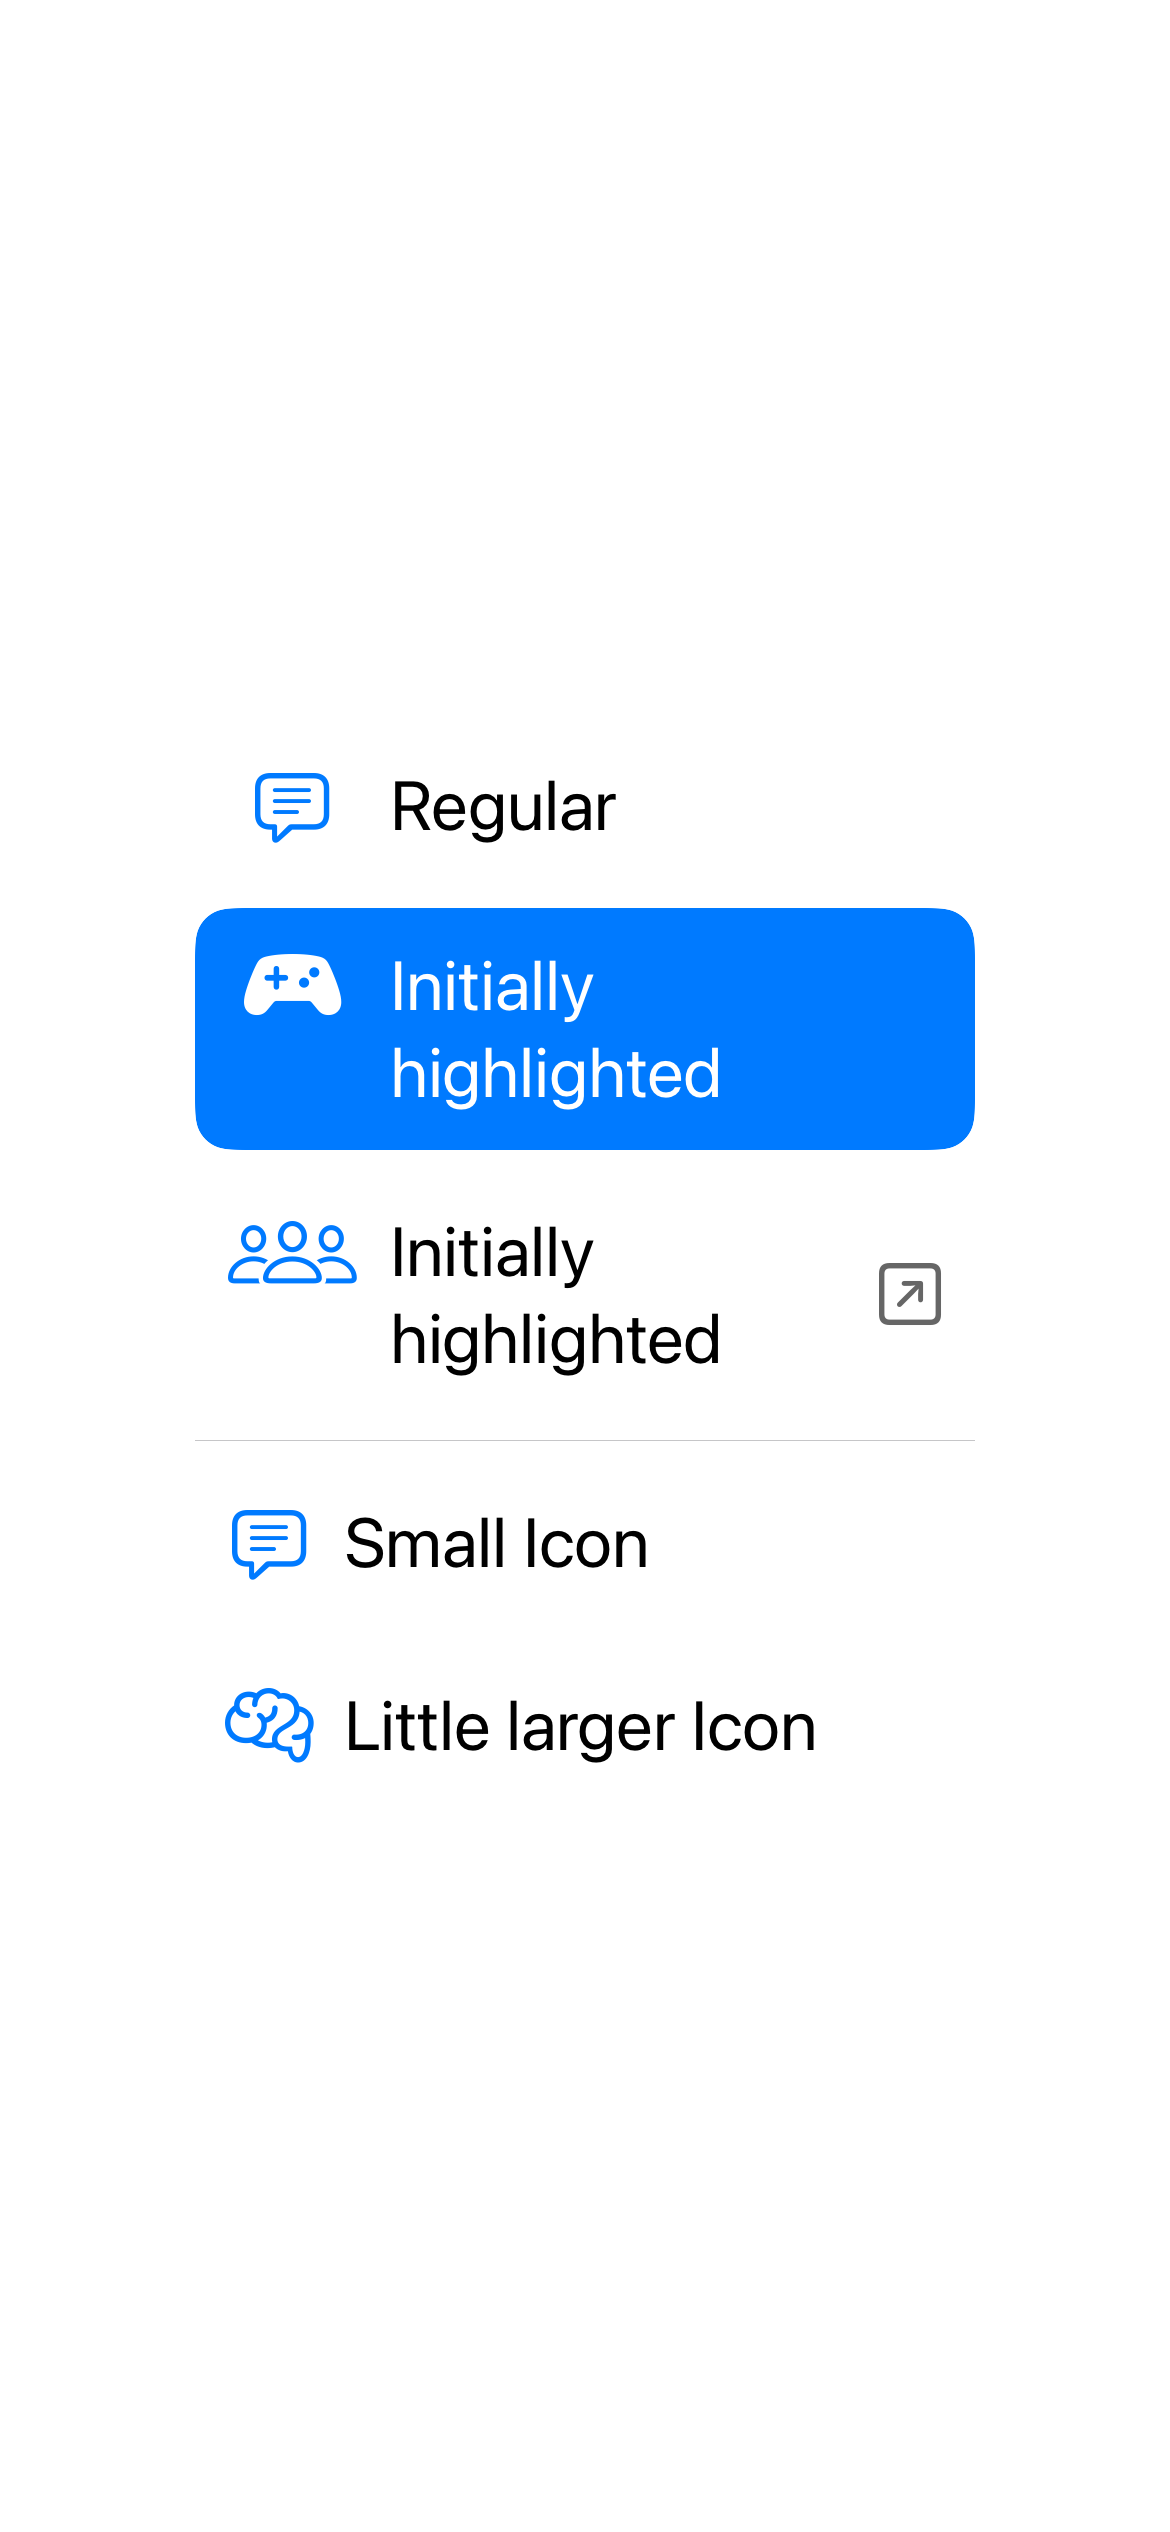 Regular
Initially
highlighted
Initially
highlighted
Small Icon
Little larger Icon